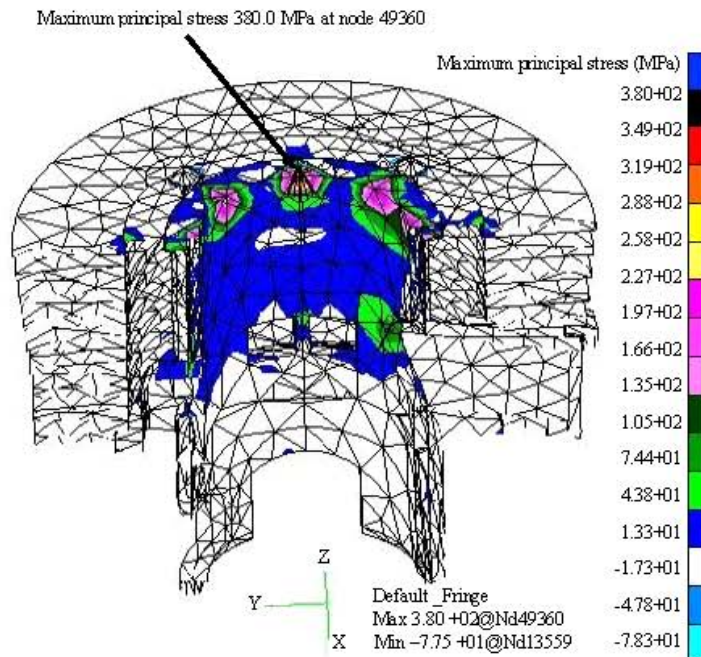 Maximum principal stress 380.0 MPa at node 49360
Maximum principal stress (MPa)
3.80+02
3.49+02
3.19+02
2.88+02
2.58+02
2.27+02
1.97+02
1.66+02
1.35+02
1.05+02
7.44+01
4.38+01
1.33+01
-1.73+01
-4.78+01
-7.83+01
Z
Y
X
Default _Fringe
Max 3.80 +02@Nd49360
Min –7.75 +01@Nd13559